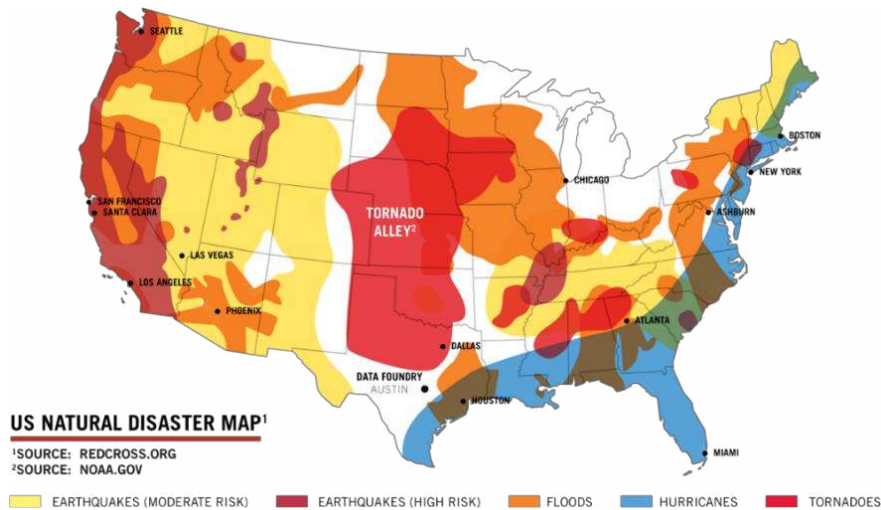 SEATTLE
BOSTON
NEW YORK
CHICAGO
SAN FRANCISCO
SANTA CLARA
TORNADO
ALLEY²
ASHBURN
LAS VEGAS
LOS ANGELES
PHOENIX
ATLANTA
DALLAS
DATA FOUNDRY
AUSTIN
HOUSTON
MIAMI
US NATURAL DISASTER MAP¹
¹SOURCE: REDCROSS.ORG
²SOURCE: NOAA.GOV
EARTHQUAKES (MODERATE RISK)
EARTHQUAKES (HIGH RISK)
FLOODS
HURRICANES
TORNADOES